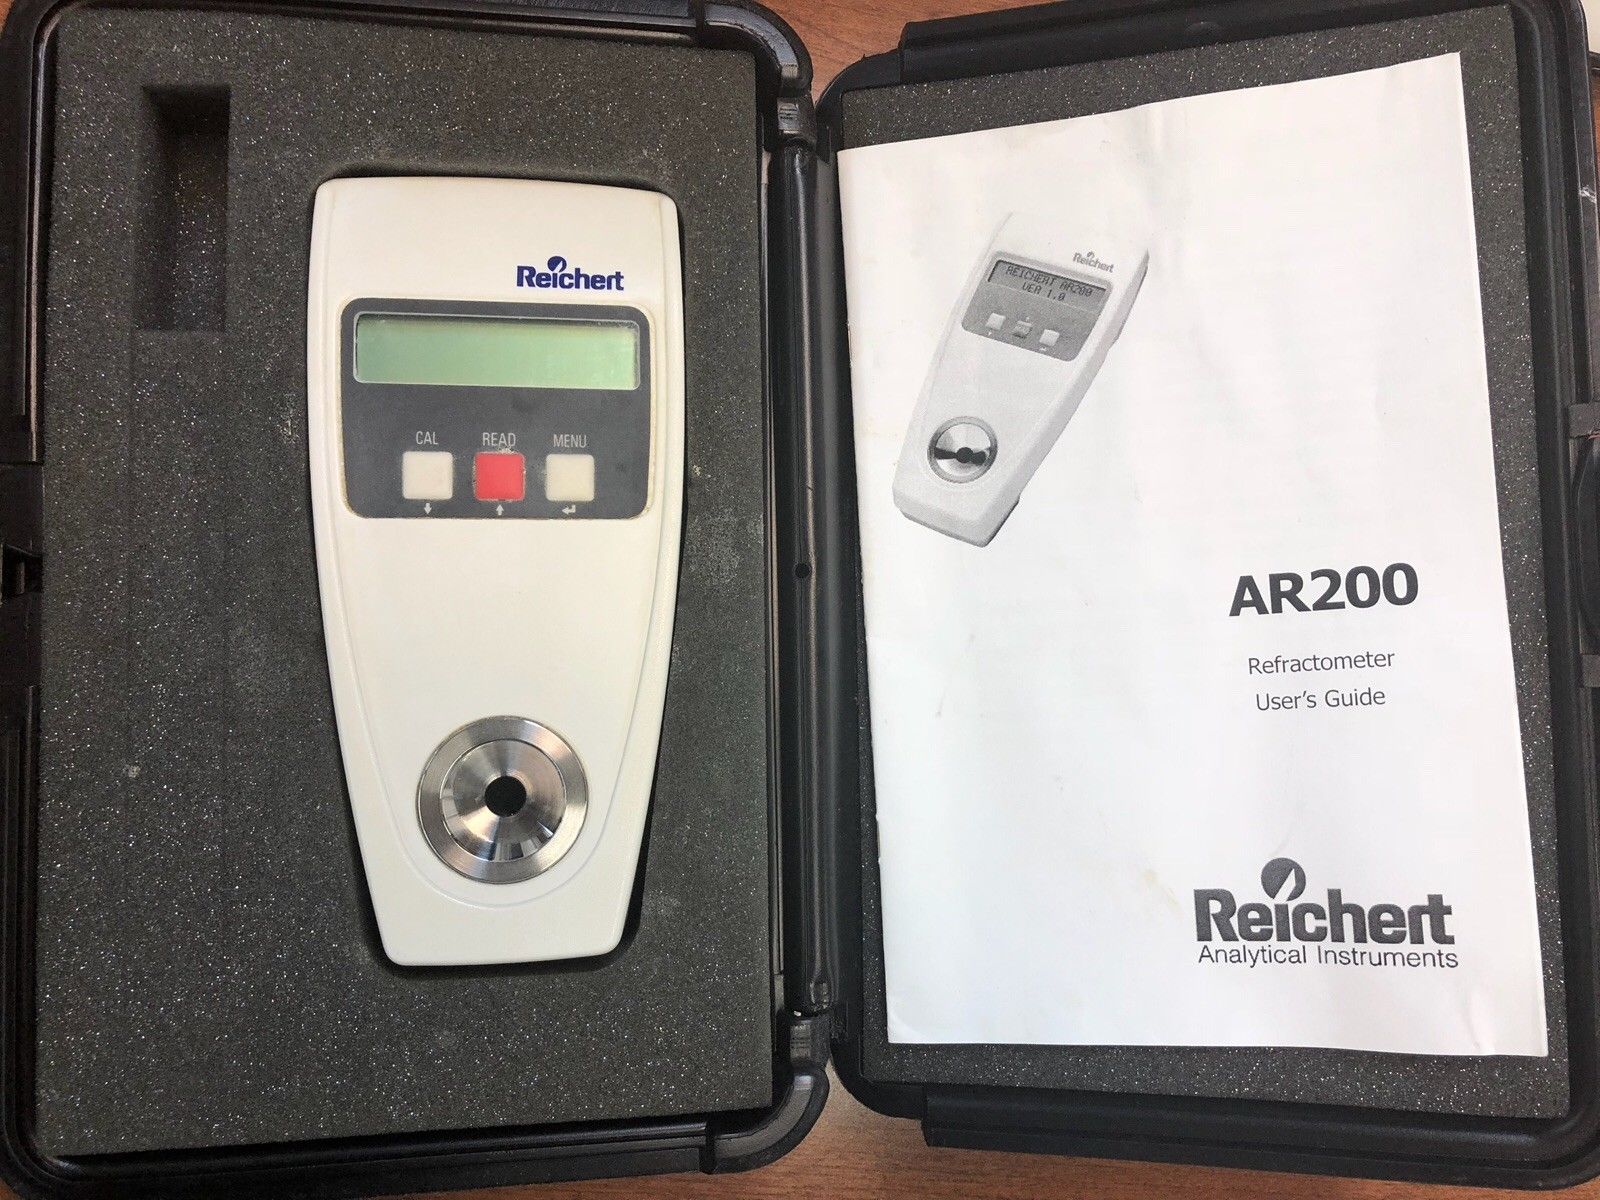 Reichert
CAL READ MENU
Reichert
REICHERT AR200
VER 1.0
AR200
Refractometer
User's Guide
Reichert
Analytical Instruments